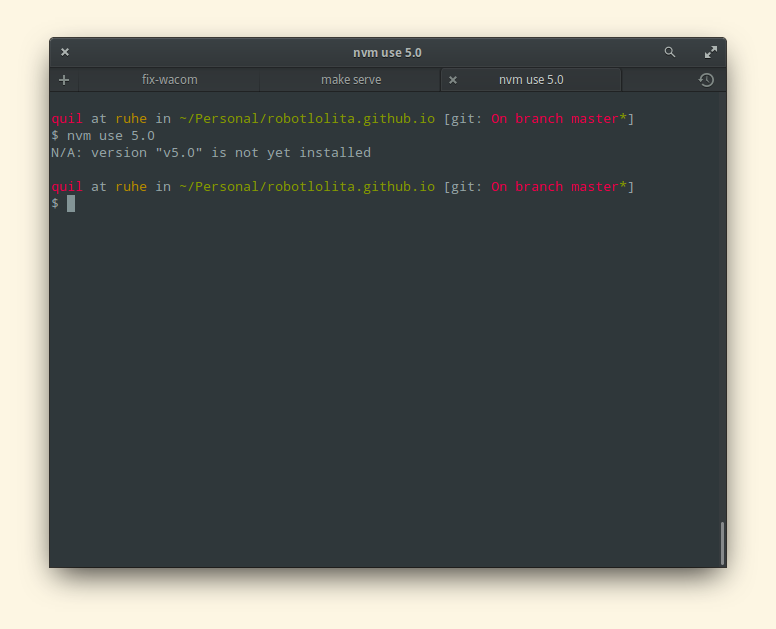 nvm use 5.0
fix-wacom
make serve
nvm use 5.0
quil at ruhe in ~/Personal/robotlolita.github.io [git: On branch master*]
$ nvm use 5.0
N/A: version "v5.0" is not yet installed
quil at ruhe in ~/Personal/robotlolita.github.io [git: On branch master*]
$